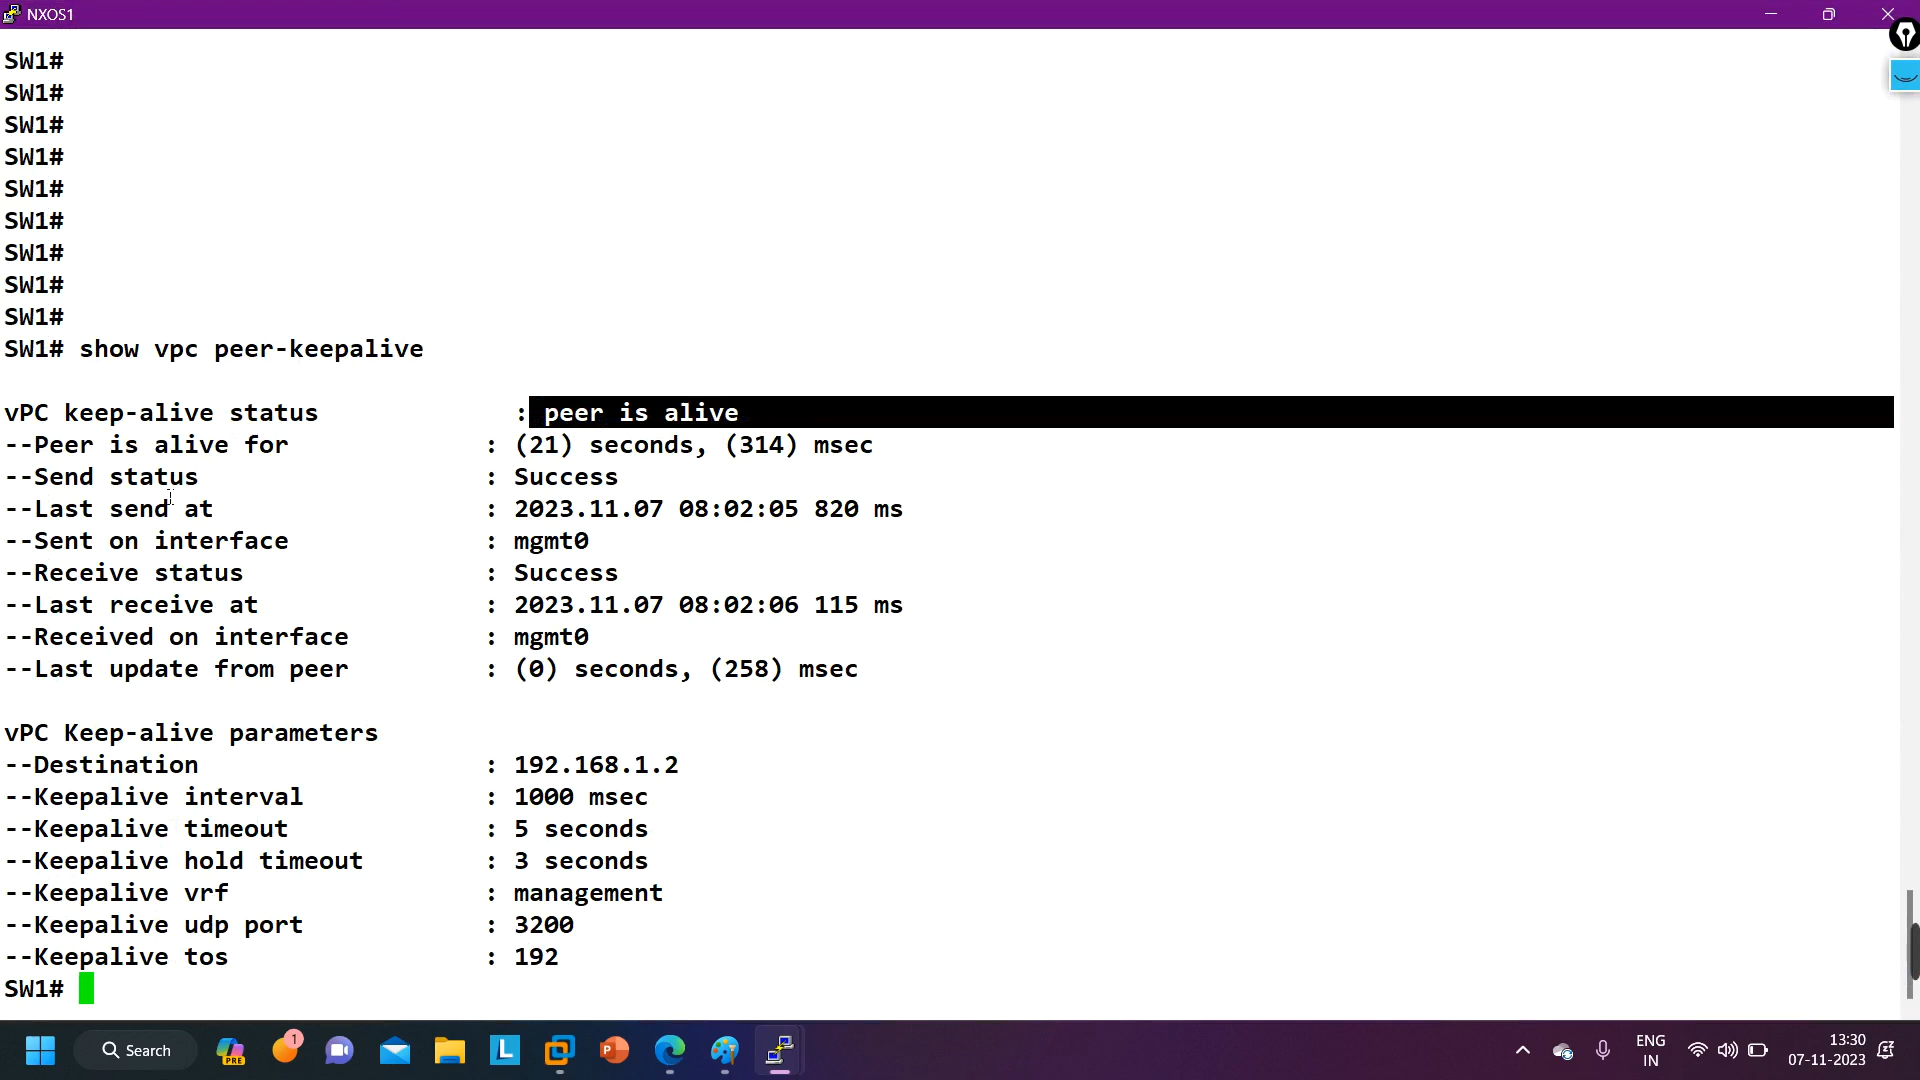 NXOS1
SW1#
SW1#
SW1#
SW1#
SW1#
SW1#
SW1#
SW1#
SW1#
SW1# show vpc peer-keepalive
vPC keep-alive status : peer is alive
--Peer is alive for : (21) seconds, (314) msec
--Send status : Success
--Last send at : 2023.11.07 08:02:05 820 ms
--Sent on interface : mgmt0
--Receive status : Success
--Last receive at : 2023.11.07 08:02:06 115 ms
--Received on interface : mgmt0
--Last update from peer : (0) seconds, (258) msec
vPC Keep-alive parameters
--Destination : 192.168.1.2
--Keepalive interval : 1000 msec
--Keepalive timeout : 5 seconds
--Keepalive hold timeout : 3 seconds
--Keepalive vrf : management
--Keepalive udp port : 3200
--Keepalive tos : 192
SW1#
Search
PRE
1
L
P
ENG
IN
13:30
07-11-2023